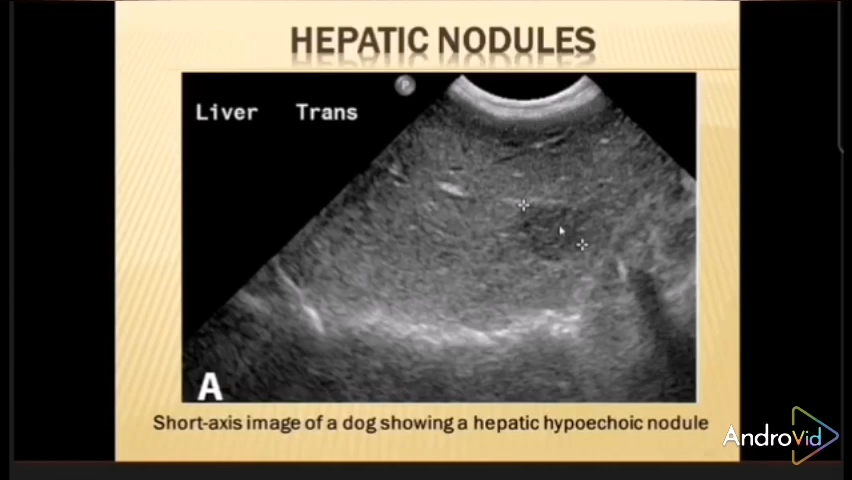 HEPATIC NODULES
P
Liver Trans
A
Short-axis image of a dog showing a hepatic hypoechoic nodule
AndroVid